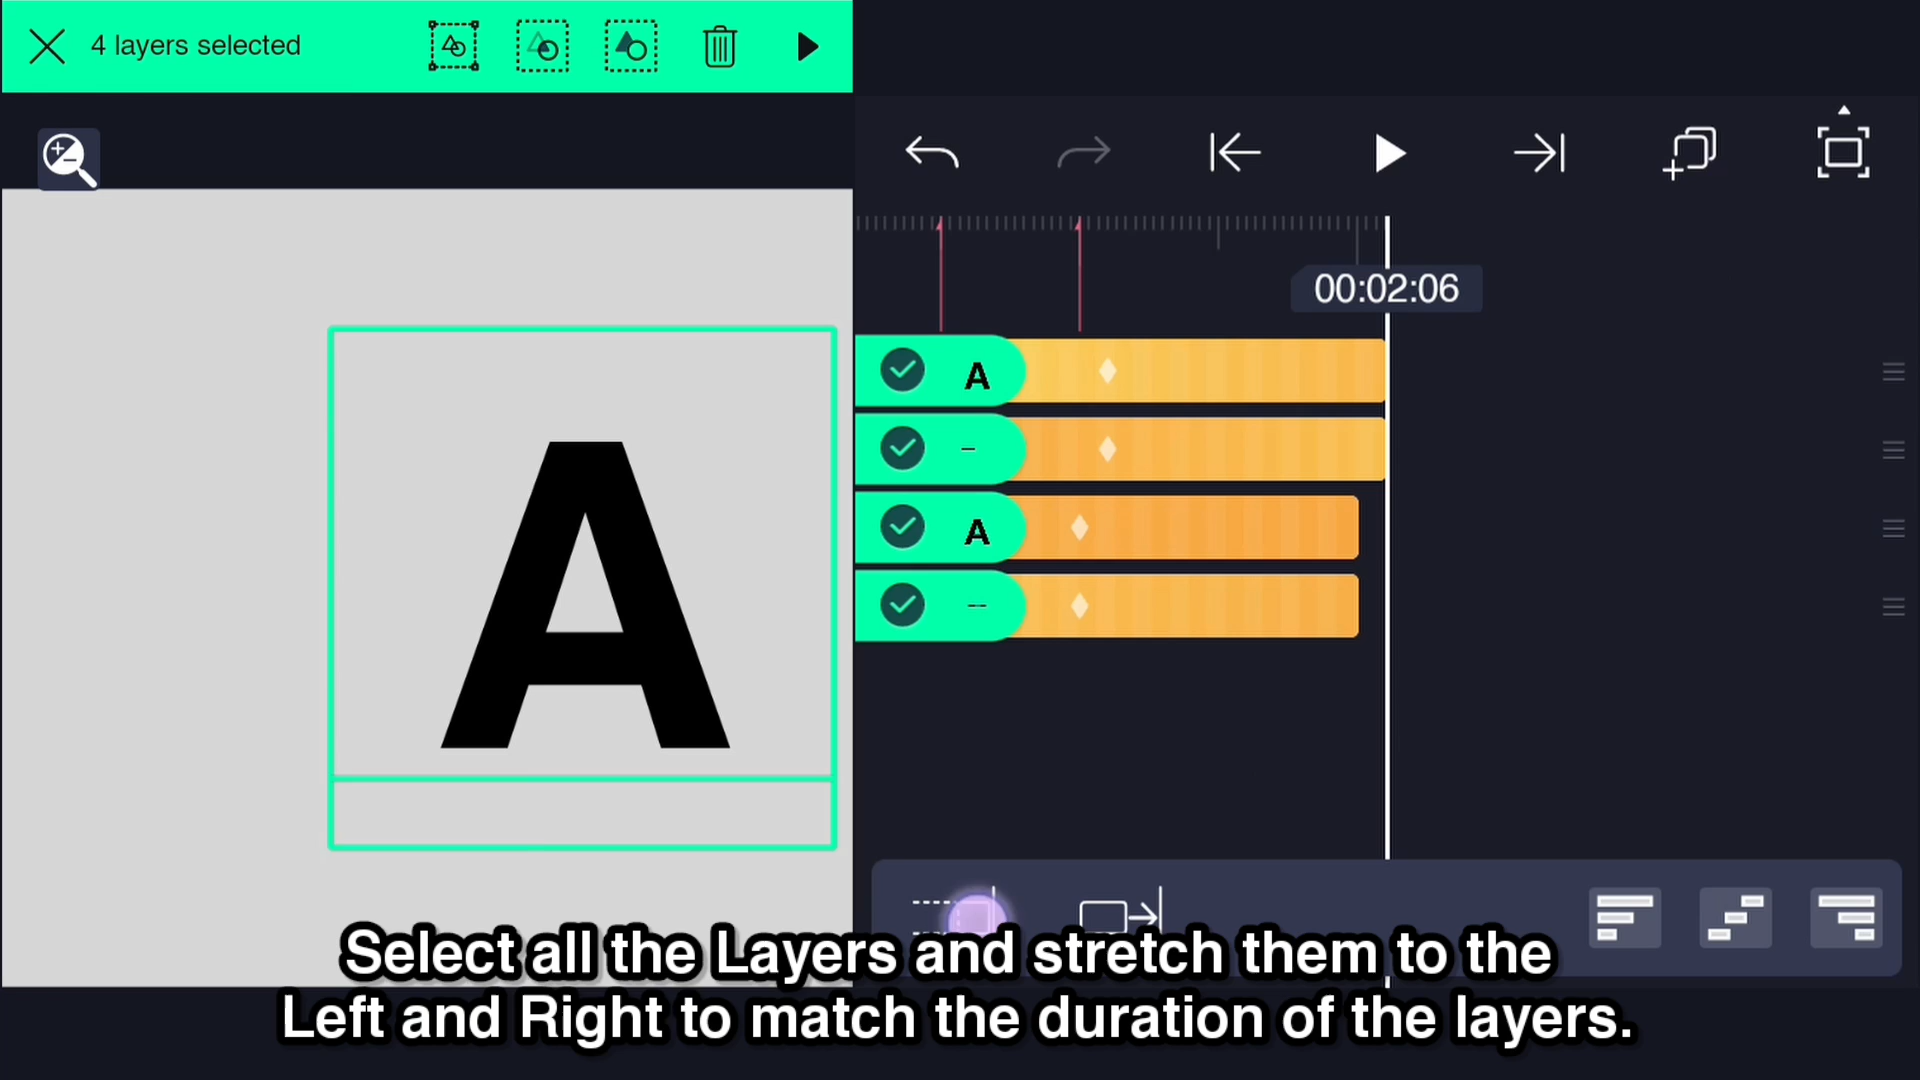 4 layers selected
00:02:06
A
A
A
Select all the Layers and stretch them to the
Left and Right to match the duration of the layers.